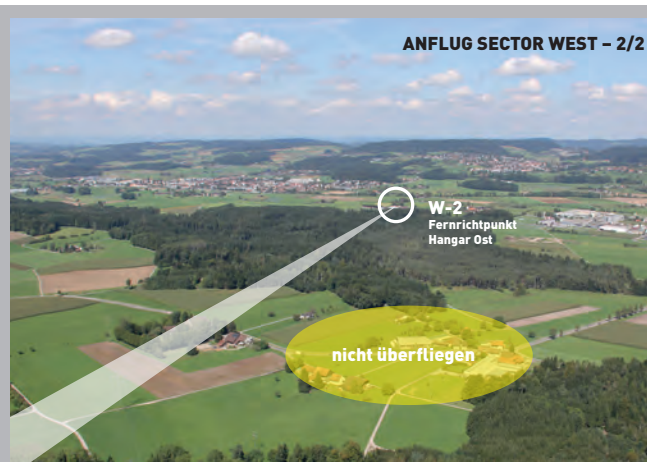 ANFLUG SECTOR WEST – 2/2
W-2
Fernrichtpunkt
Hangar Ost
nicht überfliegen